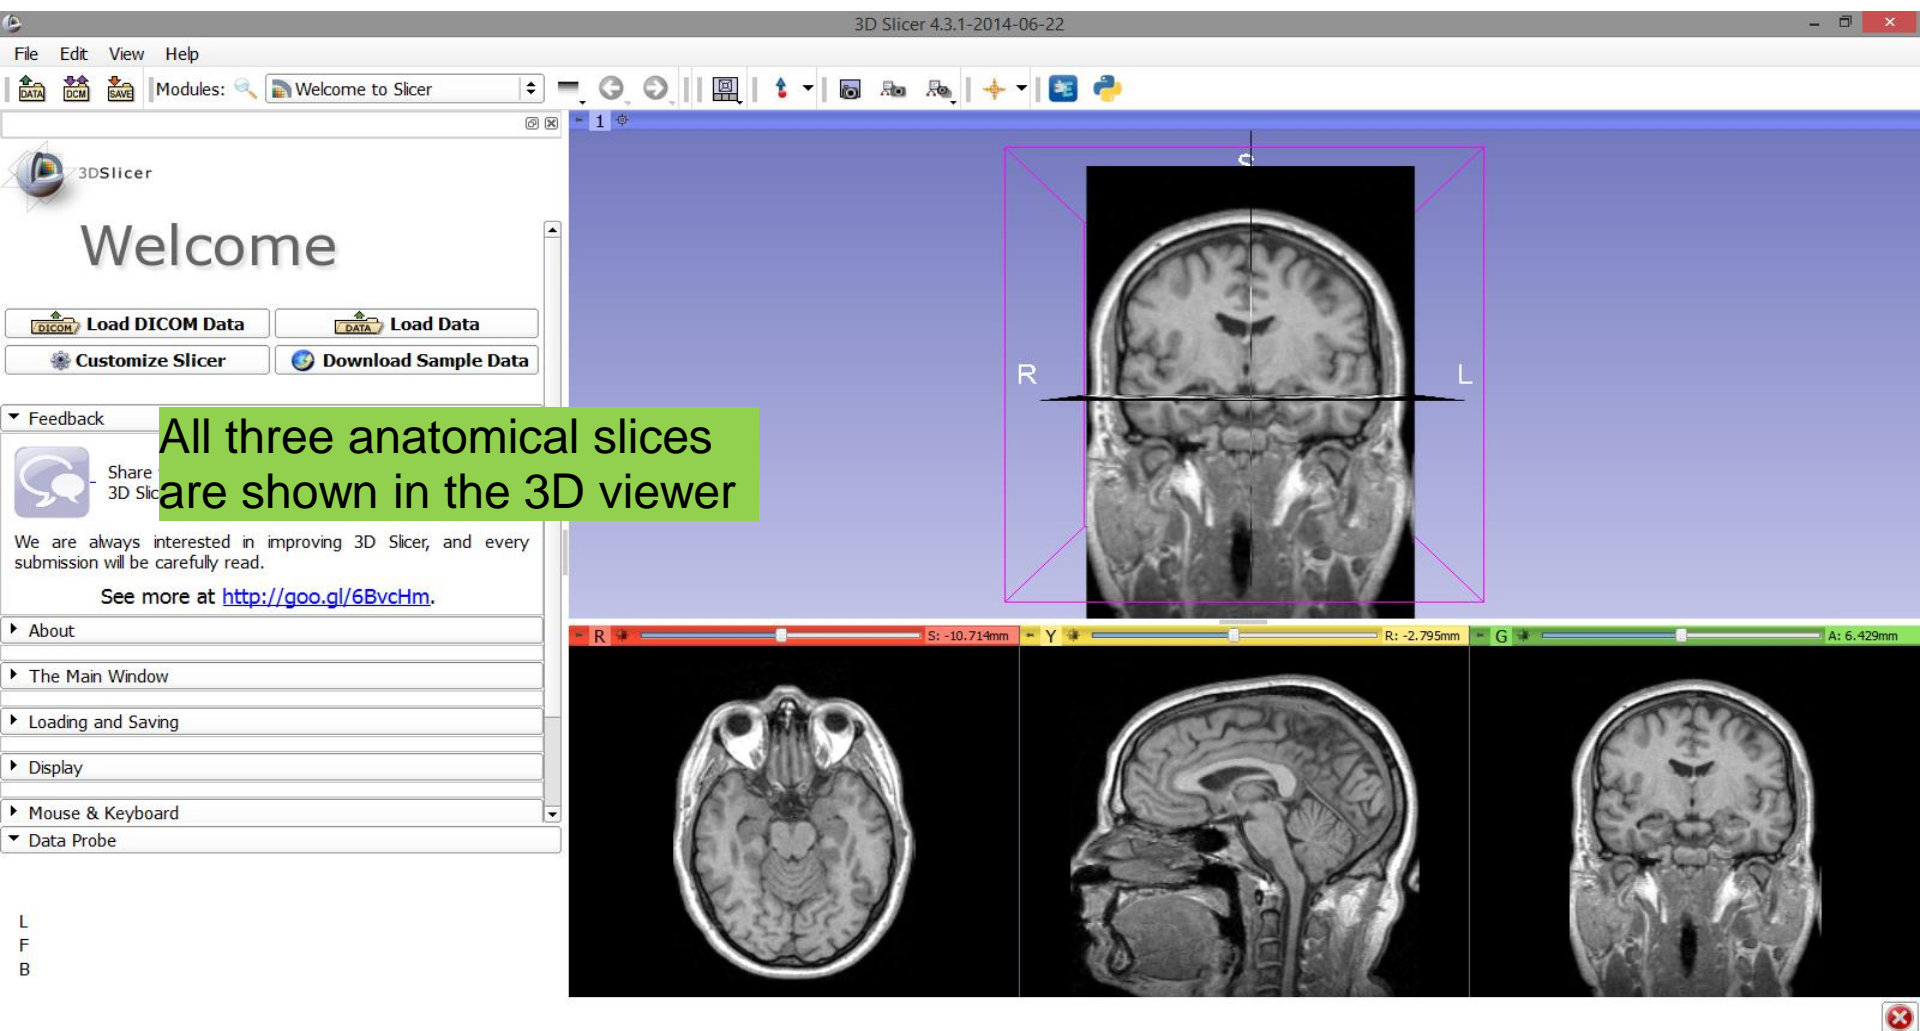 3D Slicer 4.3.1-2014-06-22
File Edit View Help
DATA DCM SAVE Modules: Welcome to Slicer
1
3DSlicer
Welcome
DICOM Load DICOM Data DATA Load Data
Customize Slicer Download Sample Data
Feedback
All three anatomical slices
are shown in the 3D viewer
Share
3D Slic
We are always interested in improving 3D Slicer, and every
submission will be carefully read.
See more at http://goo.gl/6BvcHm.
About
The Main Window
Loading and Saving
Display
Mouse & Keyboard
Data Probe
L
F
B
S
R L
R S: -10.714mm Y R: -2.795mm G A: 6.429mm